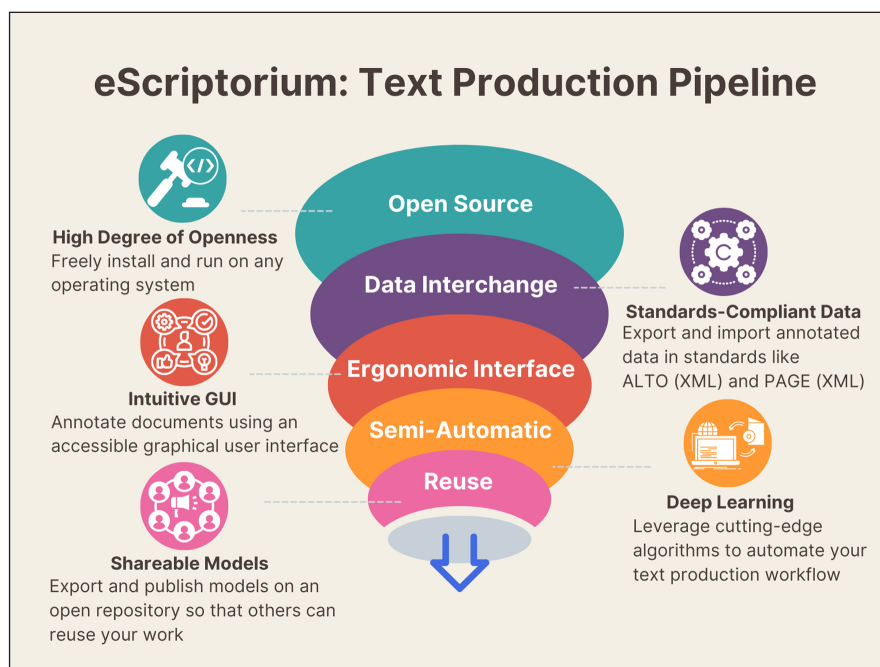 eScriptorium: Text Production Pipeline
Open Source
High Degree of Openness
Freely install and run on any
operating system
Data Interchange
Standards-Compliant Data
Export and import annotated
data in standards like
ALTO (XML) and PAGE (XML)
Ergonomic Interface
Intuitive GUI
Annotate documents using an
accessible graphical user interface
Semi-Automatic
Deep Learning
Leverage cutting-edge
algorithms to automate your
text production workflow
Reuse
Shareable Models
Export and publish models on an
open repository so that others can
reuse your work